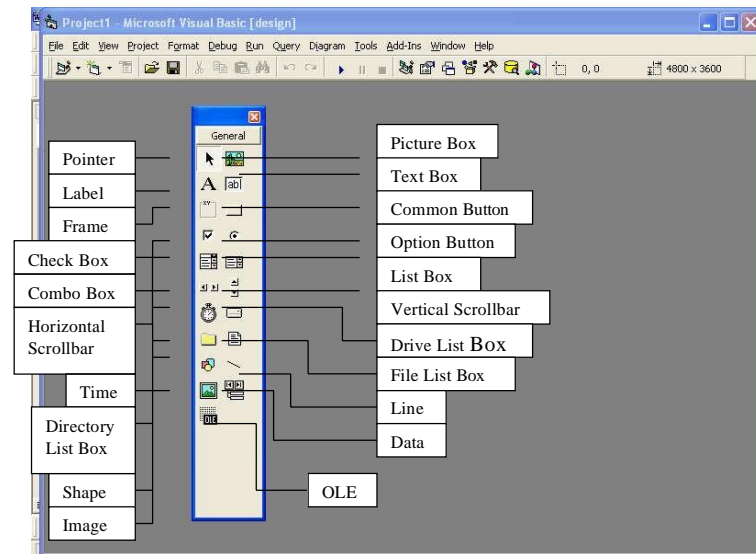 Project1 - Microsoft Visual Basic [design]
File Edit View Project Format Debug Run Query Diagram Tools Add-Ins Window Help
0, 0
4800 x 3600
General
A
ab
XY
OLE
Pointer
Label
Frame
Check Box
Combo Box
Horizontal
Scrollbar
Time
Directory
List Box
Shape
Image
Picture Box
Text Box
Common Button
Option Button
List Box
Vertical Scrollbar
Drive List Box
File List Box
Line
Data
OLE